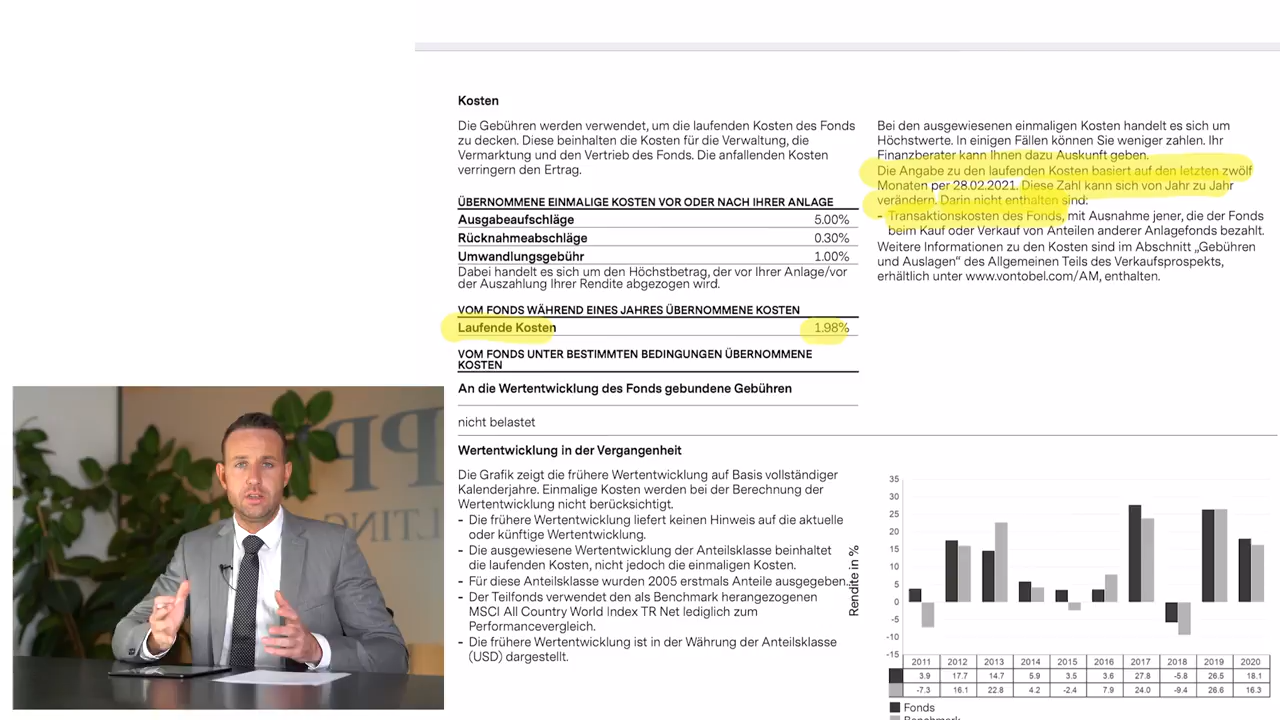 Kosten
Die Gebühren werden verwendet, um die laufenden Kosten des Fonds
zu decken. Diese beinhalten die Kosten für die Verwaltung, die
Vermarktung und den Vertrieb des Fonds. Die anfallenden Kosten
verringern den Ertrag.
ÜBERNOMMENE EINMALIGE KOSTEN VOR ODER NACH IHRER ANLAGE
Ausgabeaufschläge 5.00%
Rücknahmeabschläge 0.30%
Umwandlungsgebühr 1.00%
Dabei handelt es sich um den Höchstbetrag, der vor Ihrer Anlage/vor
der Auszahlung Ihrer Rendite abgezogen wird.
VOM FONDS WÄHREND EINES JAHRES ÜBERNOMMENE KOSTEN
Laufende Kosten 1.98%
VOM FONDS UNTER BESTIMMTEN BEDINGUNGEN ÜBERNOMMENE
KOSTEN
An die Wertentwicklung des Fonds gebundene Gebühren
nicht belastet
Bei den ausgewiesenen einmaligen Kosten handelt es sich um
Höchstwerte. In einigen Fällen können Sie weniger zahlen. Ihr
Finanzberater kann Ihnen dazu Auskunft geben.
Die Angabe zu den laufenden Kosten basiert auf den letzten zwölf
Monaten per 28.02.2021. Diese Zahl kann sich von Jahr zu Jahr
verändern. Darin nicht enthalten sind:
- Transaktionskosten des Fonds, mit Ausnahme jener, die der Fonds
beim Kauf oder Verkauf von Anteilen anderer Anlagefonds bezahlt.
Weitere Informationen zu den Kosten sind im Abschnitt „Gebühren
und Auslagen“ des Allgemeinen Teils des Verkaufsprospekts,
erhältlich unter www.vontobel.com/AM, enthalten.
Wertentwicklung in der Vergangenheit
Die Grafik zeigt die frühere Wertentwicklung auf Basis vollständiger
Kalenderjahre. Einmalige Kosten werden bei der Berechnung der
Wertentwicklung nicht berücksichtigt.
- Die frühere Wertentwicklung liefert keinen Hinweis auf die aktuelle
oder künftige Wertentwicklung.
- Die ausgewiesene Wertentwicklung der Anteilsklasse beinhaltet
die laufenden Kosten, nicht jedoch die einmaligen Kosten.
- Für diese Anteilsklasse wurden 2005 erstmals Anteile ausgegeben.
- Der Teilfonds verwendet den als Benchmark herangezogenen
MSCI All Country World Index TR Net lediglich zum
Performancevergleich.
- Die frühere Wertentwicklung ist in der Währung der Anteilsklasse
(USD) dargestellt.
Rendite in %
35
30
25
20
15
10
5
0
-5
-10
-15
2011 2012 2013 2014 2015 2016 2017 2018 2019 2020
3.9 17.7 14.7 5.9 3.5 3.6 27.8 -5.8 26.5 18.1
-7.3 16.1 22.8 4.2 -2.4 7.9 24.0 -9.4 26.6 16.3
Fonds
Benchmark